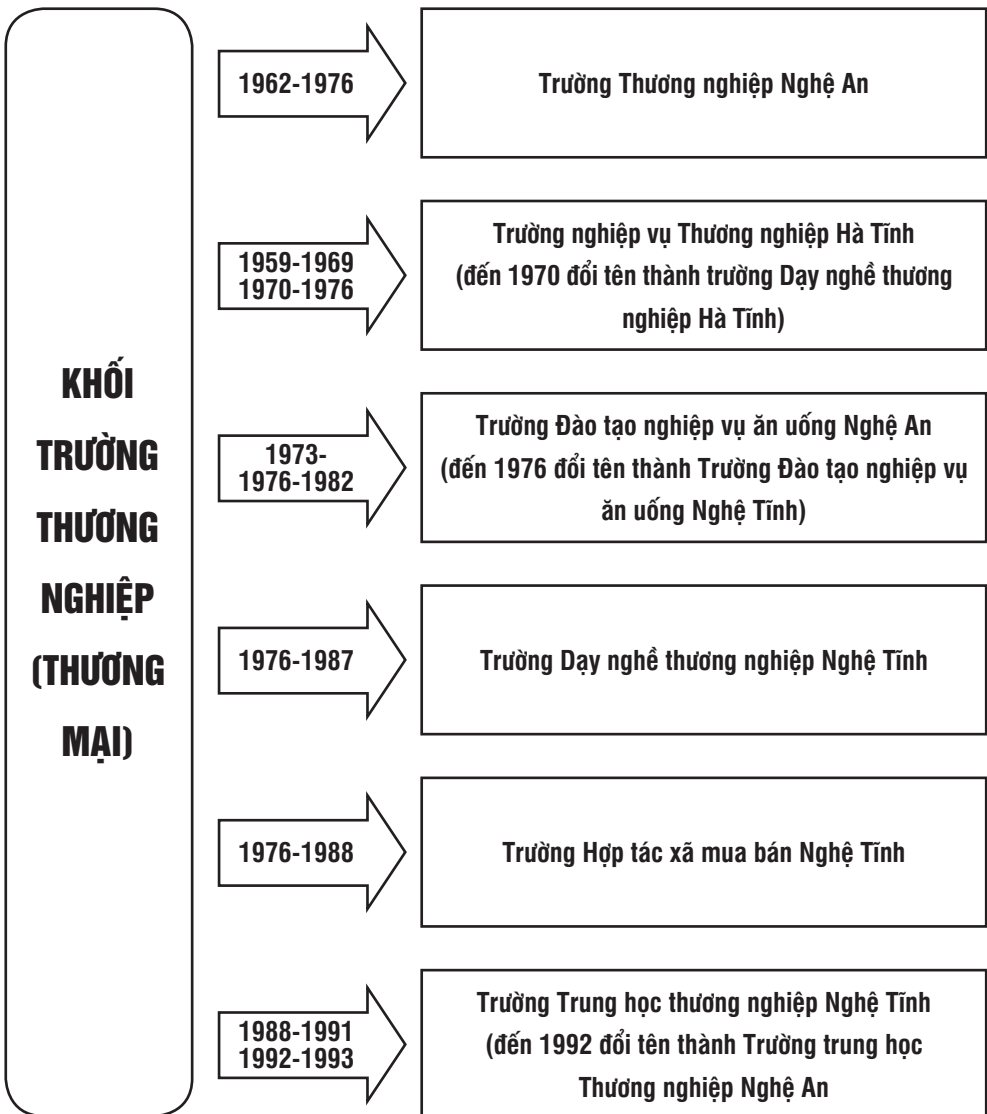 KHỐI
TRƯỜNG
THƯƠNG
NGHIỆP
(THƯƠNG
MẠI)
1962-1976
Trường Thương nghiệp Nghệ An
1959-1969
1970-1976
Trường nghiệp vụ Thương nghiệp Hà Tĩnh
(đến 1970 đổi tên thành trường Dạy nghề thương
nghiệp Hà Tĩnh)
1973-
1976-1982
Trường Đào tạo nghiệp vụ ăn uống Nghệ An
(đến 1976 đổi tên thành Trường Đào tạo nghiệp vụ
ăn uống Nghệ Tĩnh)
1976-1987
Trường Dạy nghề thương nghiệp Nghệ Tĩnh
1976-1988
Trường Hợp tác xã mua bán Nghệ Tĩnh
1988-1991
1992-1993
Trường Trung học thương nghiệp Nghệ Tĩnh
(đến 1992 đổi tên thành Trường trung học
Thương nghiệp Nghệ An